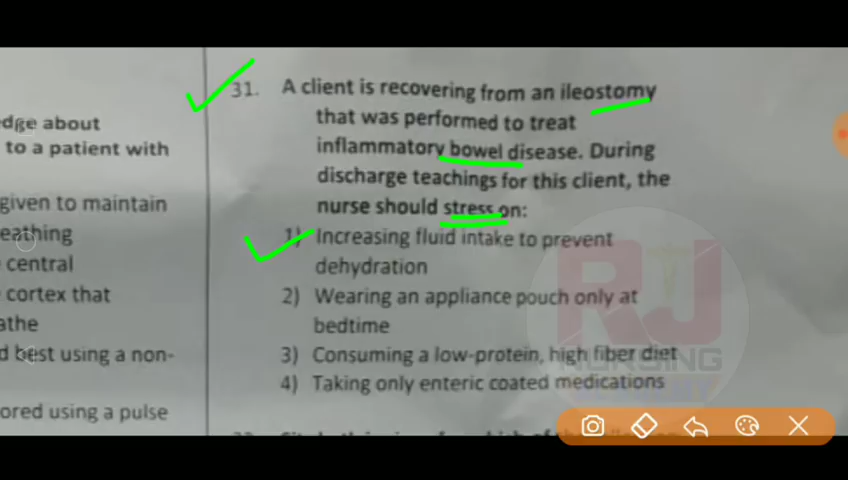 dge about
to a patient with
given to maintain
eathing
central
cortex that
athe
d best using a non-
ored using a pulse
31. A client is recovering from an ileostomy
that was performed to treat
inflammatory bowel disease. During
discharge teachings for this client, the
nurse should stress on:
1) Increasing fluid intake to prevent
dehydration
2) Wearing an appliance pouch only at
bedtime
3) Consuming a low-protein, high fiber diet
4) Taking only enteric coated medications
RJ
NURSING